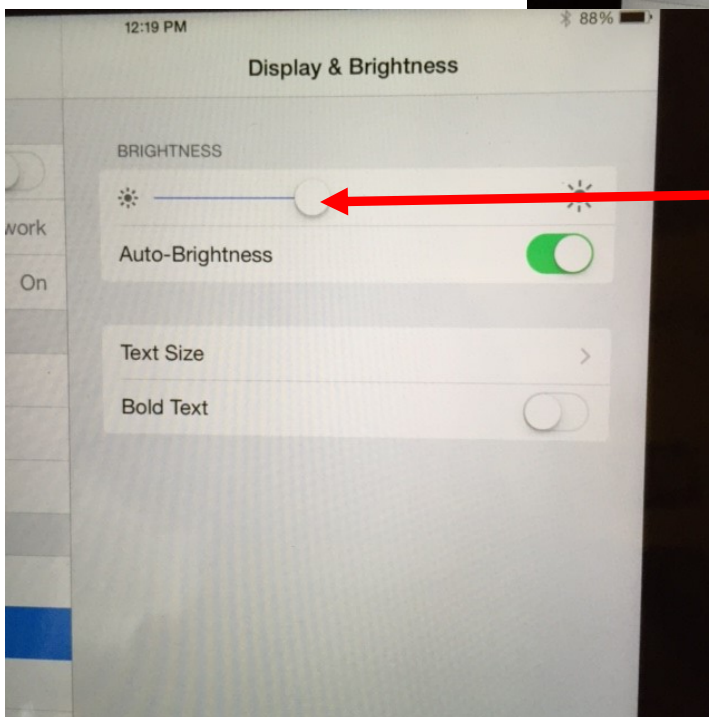 12:19 PM 88%
Display & Brightness
BRIGHTNESS
work
Auto-Brightness
On
Text Size
Bold Text